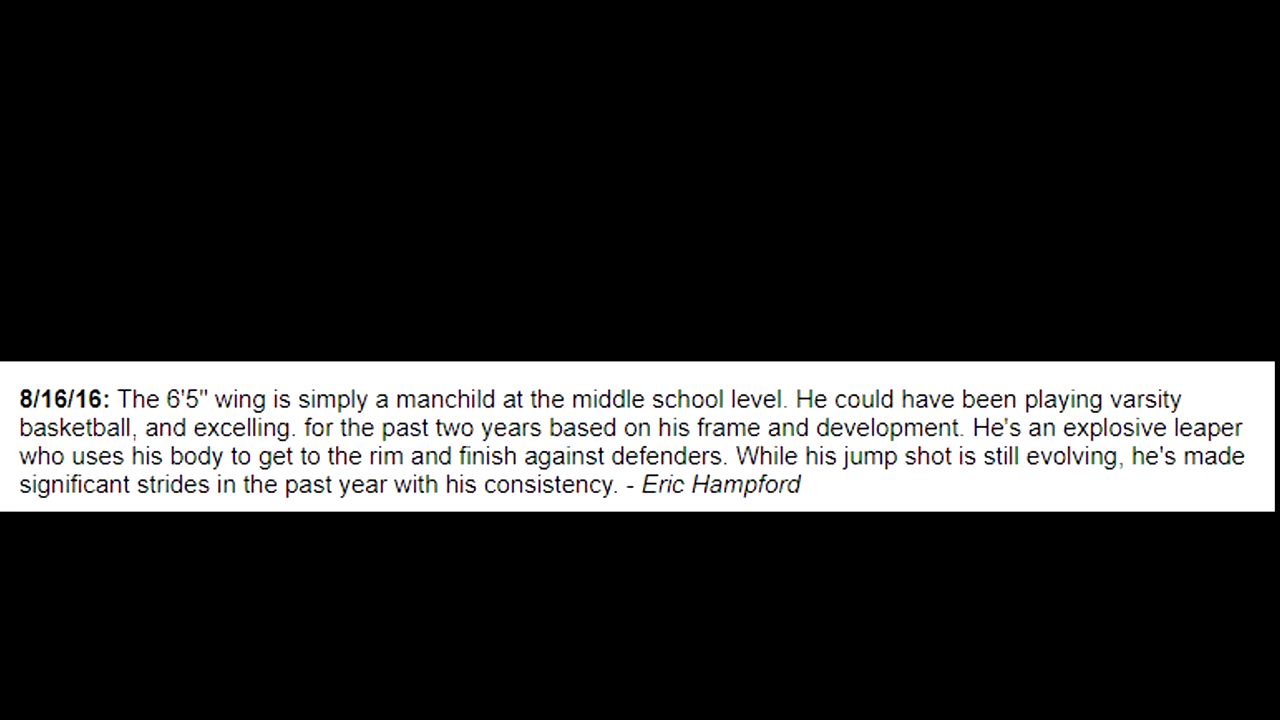 8/16/16: The 6'5" wing is simply a manchild at the middle school level. He could have been playing varsity
basketball, and excelling. for the past two years based on his frame and development. He's an explosive leaper
who uses his body to get to the rim and finish against defenders. While his jump shot is still evolving, he's made
significant strides in the past year with his consistency. - Eric Hampford